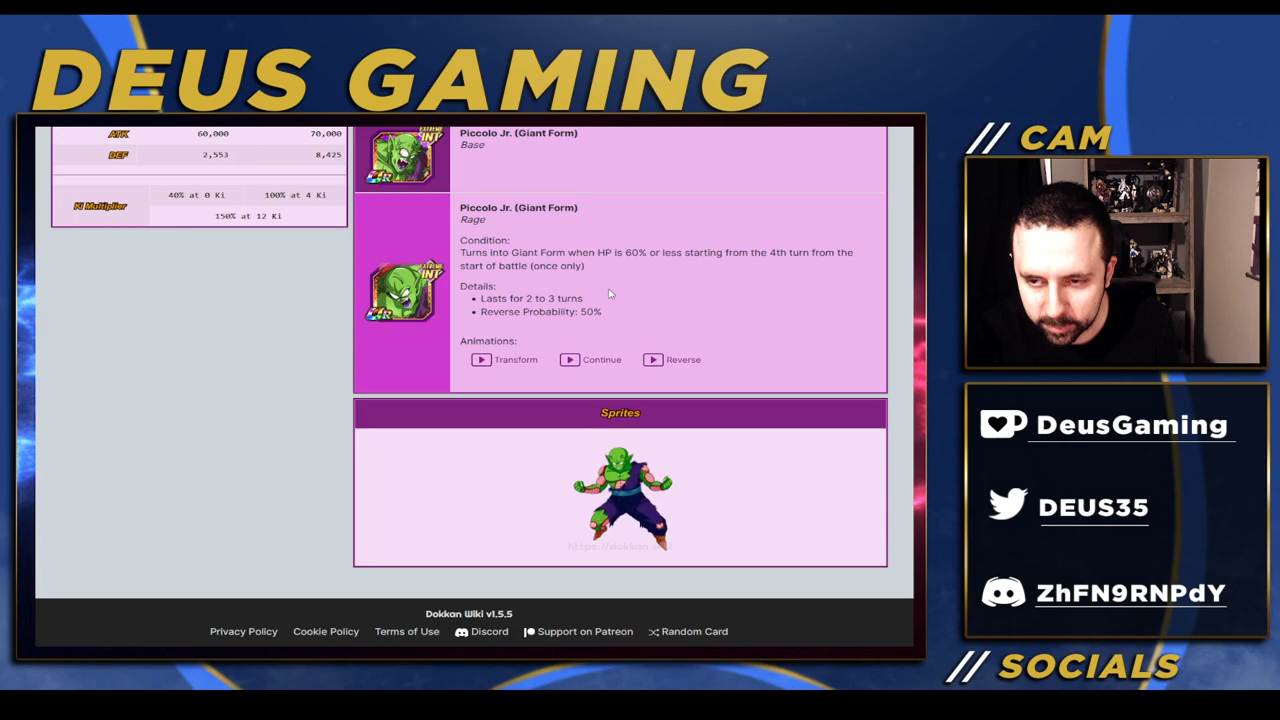 DEUS GAMING
// CAM
ATK 60,000 70,000
DEF 2,553 8,425
Ki Multiplier 40% at 0 Ki 100% at 4 Ki
150% at 12 Ki
EXTREME
INT
Piccolo Jr. (Giant Form)
Base
EXTREME
INT
Piccolo Jr. (Giant Form)
Rage
Condition:
Turns into Giant Form when HP is 60% or less starting from the 4th turn from the
start of battle (once only)
Details:
• Lasts for 2 to 3 turns
• Reverse Probability: 50%
Animations:
Transform Continue Reverse
Sprites
Dokkan Wiki v1.5.5
Privacy Policy Cookie Policy Terms of Use Discord Support on Patreon Random Card
DeusGaming
DEUS35
ZhFN9RNPdY
// SOCIALS